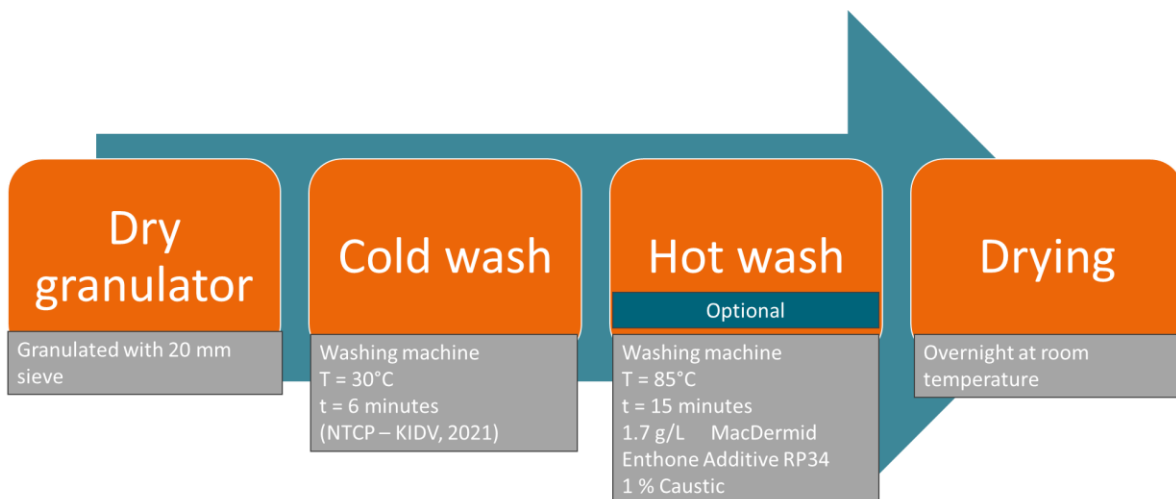 Dry
granulator
Granulated with 20 mm
sieve
Cold wash
Washing machine
T = 30°C
t = 6 minutes
(NTCP – KIDV, 2021)
Hot wash
Optional
Washing machine
T = 85°C
t = 15 minutes
1.7 g/L MacDermid
Enthone Additive RP34
1 % Caustic
Drying
Overnight at room
temperature